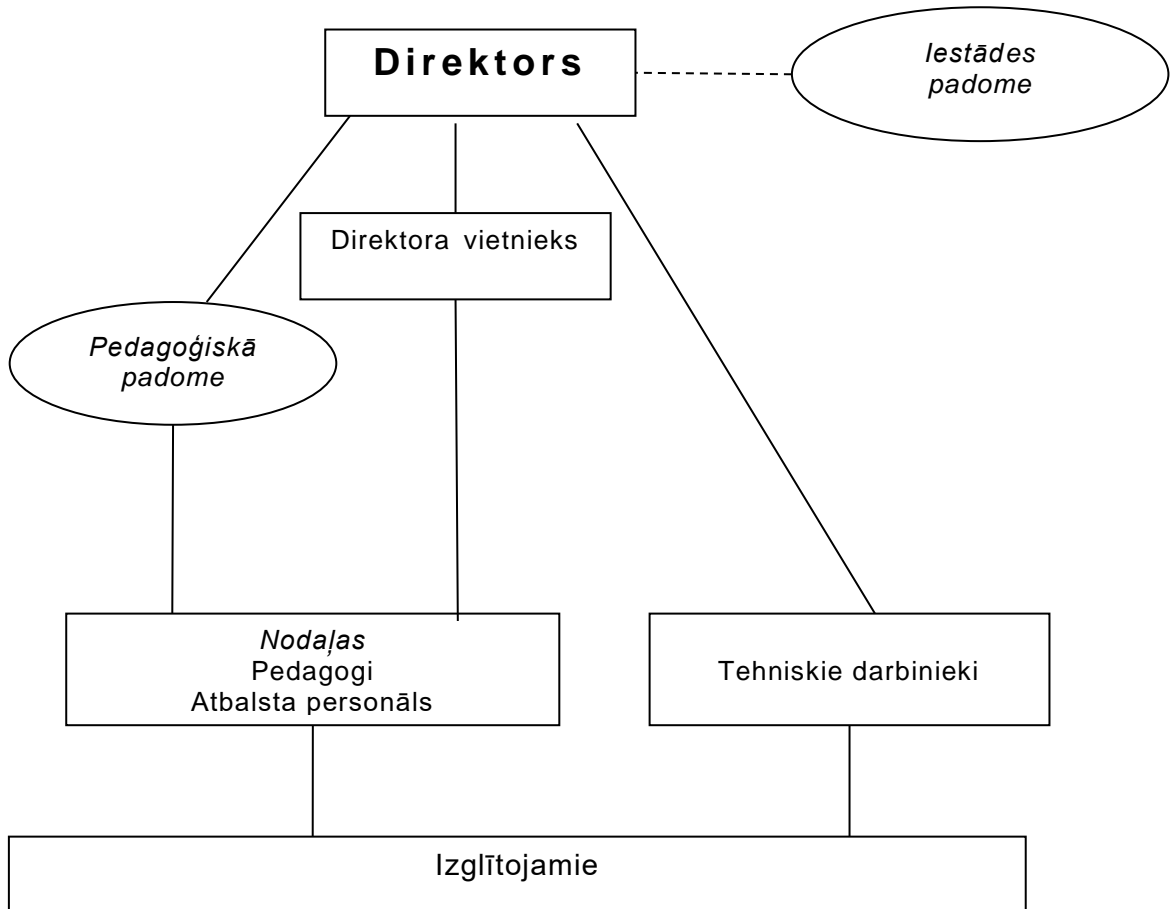 Direktors
Iestādes
padome
Direktora vietnieks
Pedagoģiskā
padome
Nodaļas
Pedagogi
Atbalsta personāls
Tehniskie darbinieki
Izglītojamie